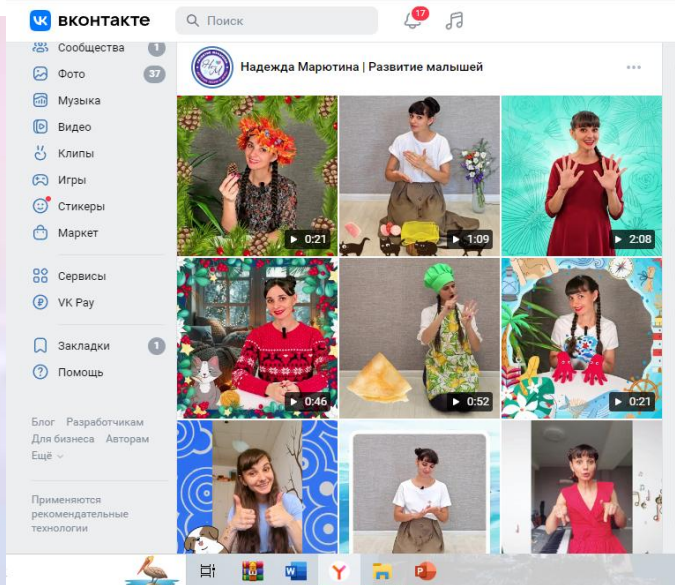 вконтакте
Поиск
17
Сообщества 1
Фото 37
Музыка
Видео
Клипы
Игры
Стикеры
Маркет
Сервисы
VK Pay
Закладки 1
Помощь
Блог Разработчикам
Для бизнеса Авторам
Ещё
Применяются
рекомендательные
технологии
Надежда Марютина | Развитие малышей
0:21
1:09
2:08
0:46
0:52
0:21